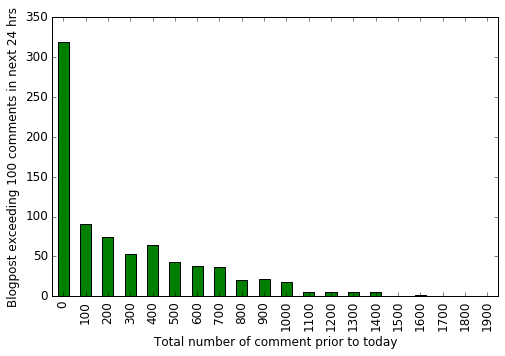 Blogpost exceeding 100 comments in next 24 hrs
350
300
250
200
150
100
50
0
0 100 200 300 400 500 600 700 800 900 1000 1100 1200 1300 1400 1500 1600 1700 1800 1900
Total number of comment prior to today